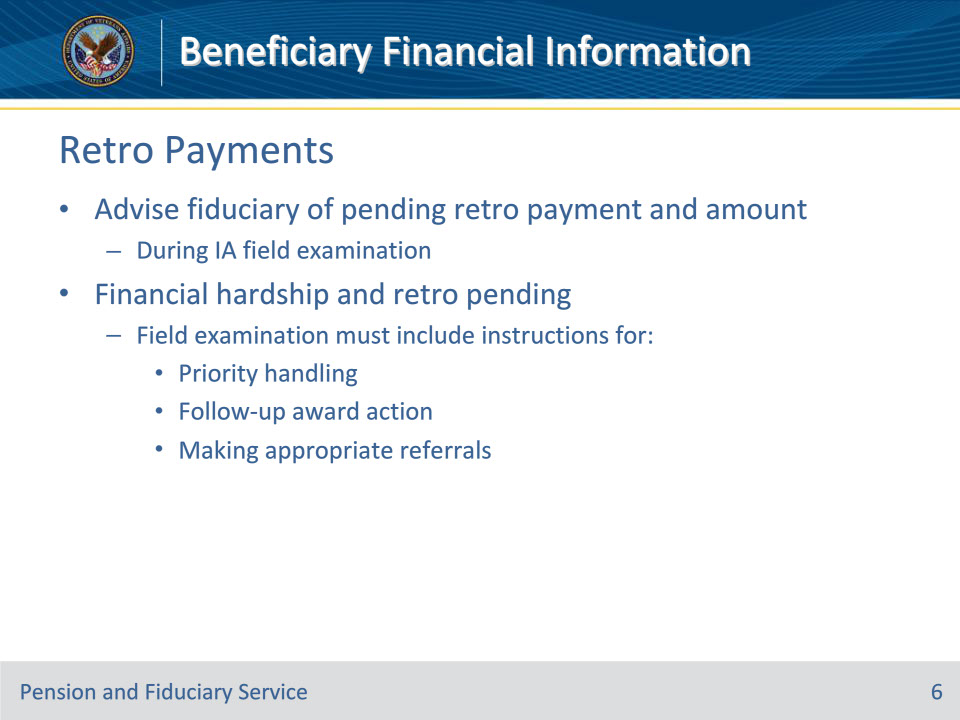 Beneficiary Financial Information
Retro Payments
• Advise fiduciary of pending retro payment and amount
– During IA field examination
• Financial hardship and retro pending
– Field examination must include instructions for:
• Priority handling
• Follow-up award action
• Making appropriate referrals
Pension and Fiduciary Service
6